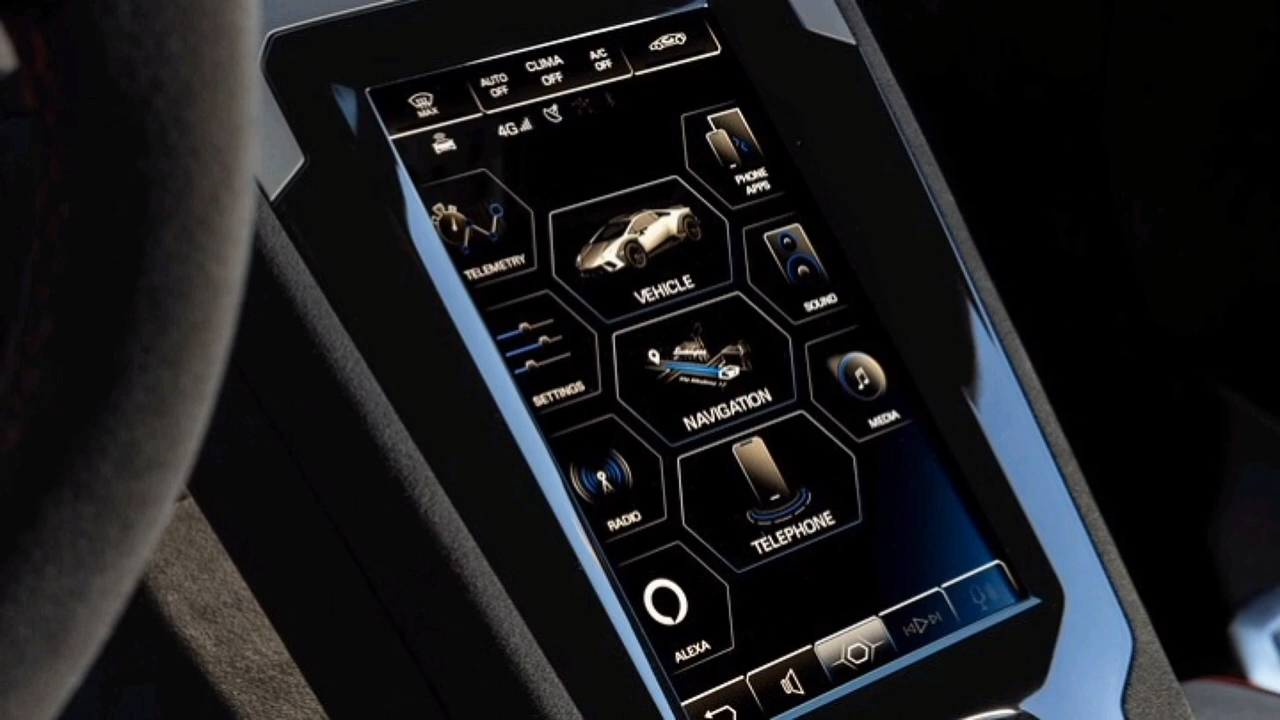 MAX
AUTO
OFF
CLIMA
OFF
A/C
OFF
4G
PHONE
APPS
TELEMETRY
VEHICLE
SOUND
SETTINGS
NAVIGATION
MEDIA
RADIO
TELEPHONE
ALEXA